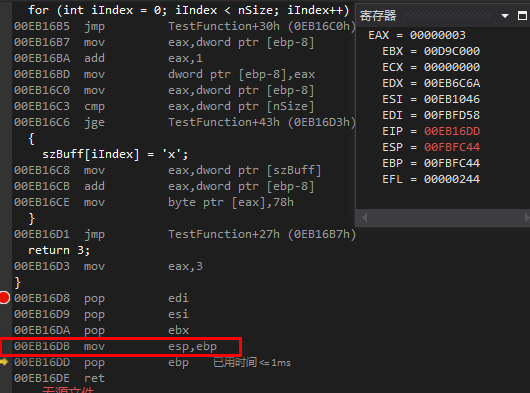 for (int iIndex = 0; iIndex < nSize; iIndex++)
00EB16B5 jmp TestFunction+30h (0EB16C0h)
00EB16B7 mov eax,dword ptr [ebp-8]
00EB16BA add eax,1
00EB16BD mov dword ptr [ebp-8],eax
00EB16C0 mov eax,dword ptr [ebp-8]
00EB16C3 cmp eax,dword ptr [nSize]
00EB16C6 jge TestFunction+43h (0EB16D3h)
{
szBuff[iIndex] = 'x';
00EB16C8 mov eax,dword ptr [szBuff]
00EB16CB add eax,dword ptr [ebp-8]
00EB16CE mov byte ptr [eax],78h
}
00EB16D1 jmp TestFunction+27h (0EB16B7h)
return 3;
00EB16D3 mov eax,3
}
00EB16D8 pop edi
00EB16D9 pop esi
00EB16DA pop ebx
00EB16DB mov esp,ebp
00EB16DD pop ebp 已用时间<=1ms
00EB16DE ret
无源文件
寄存器
EAX = 00000003
EBX = 00D9C000
ECX = 00000000
EDX = 00EB6C6A
ESI = 00EB1046
EDI = 00FBFD58
EIP = 00EB16DD
ESP = 00FBFC44
EBP = 00FBFC44
EFL = 00000244